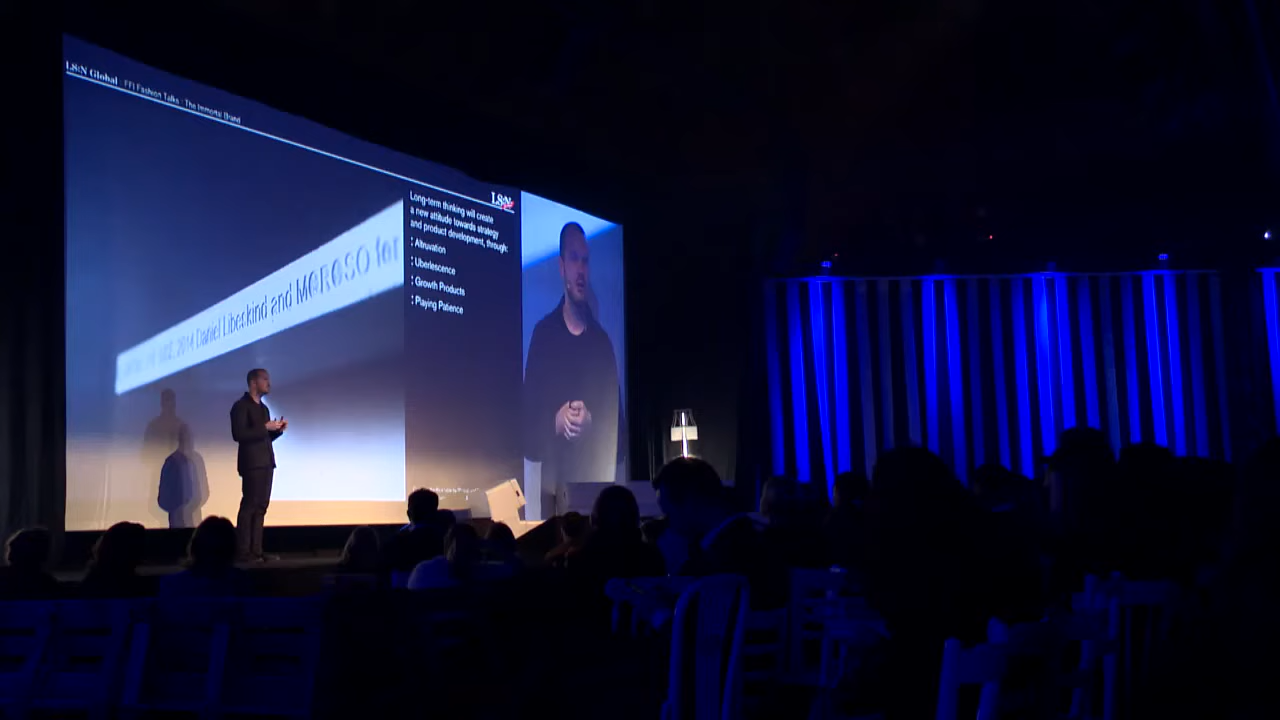 LS:N Global : FFI Fashion Talks : The Immortal Brand
LS:N
Long-term thinking will create
a new attitude towards strategy
and product development, through:
: Altruvation
: Uberlescence
: Growth Products
: Playing Patience
2014 Daniel Libeskind and MOROSO for